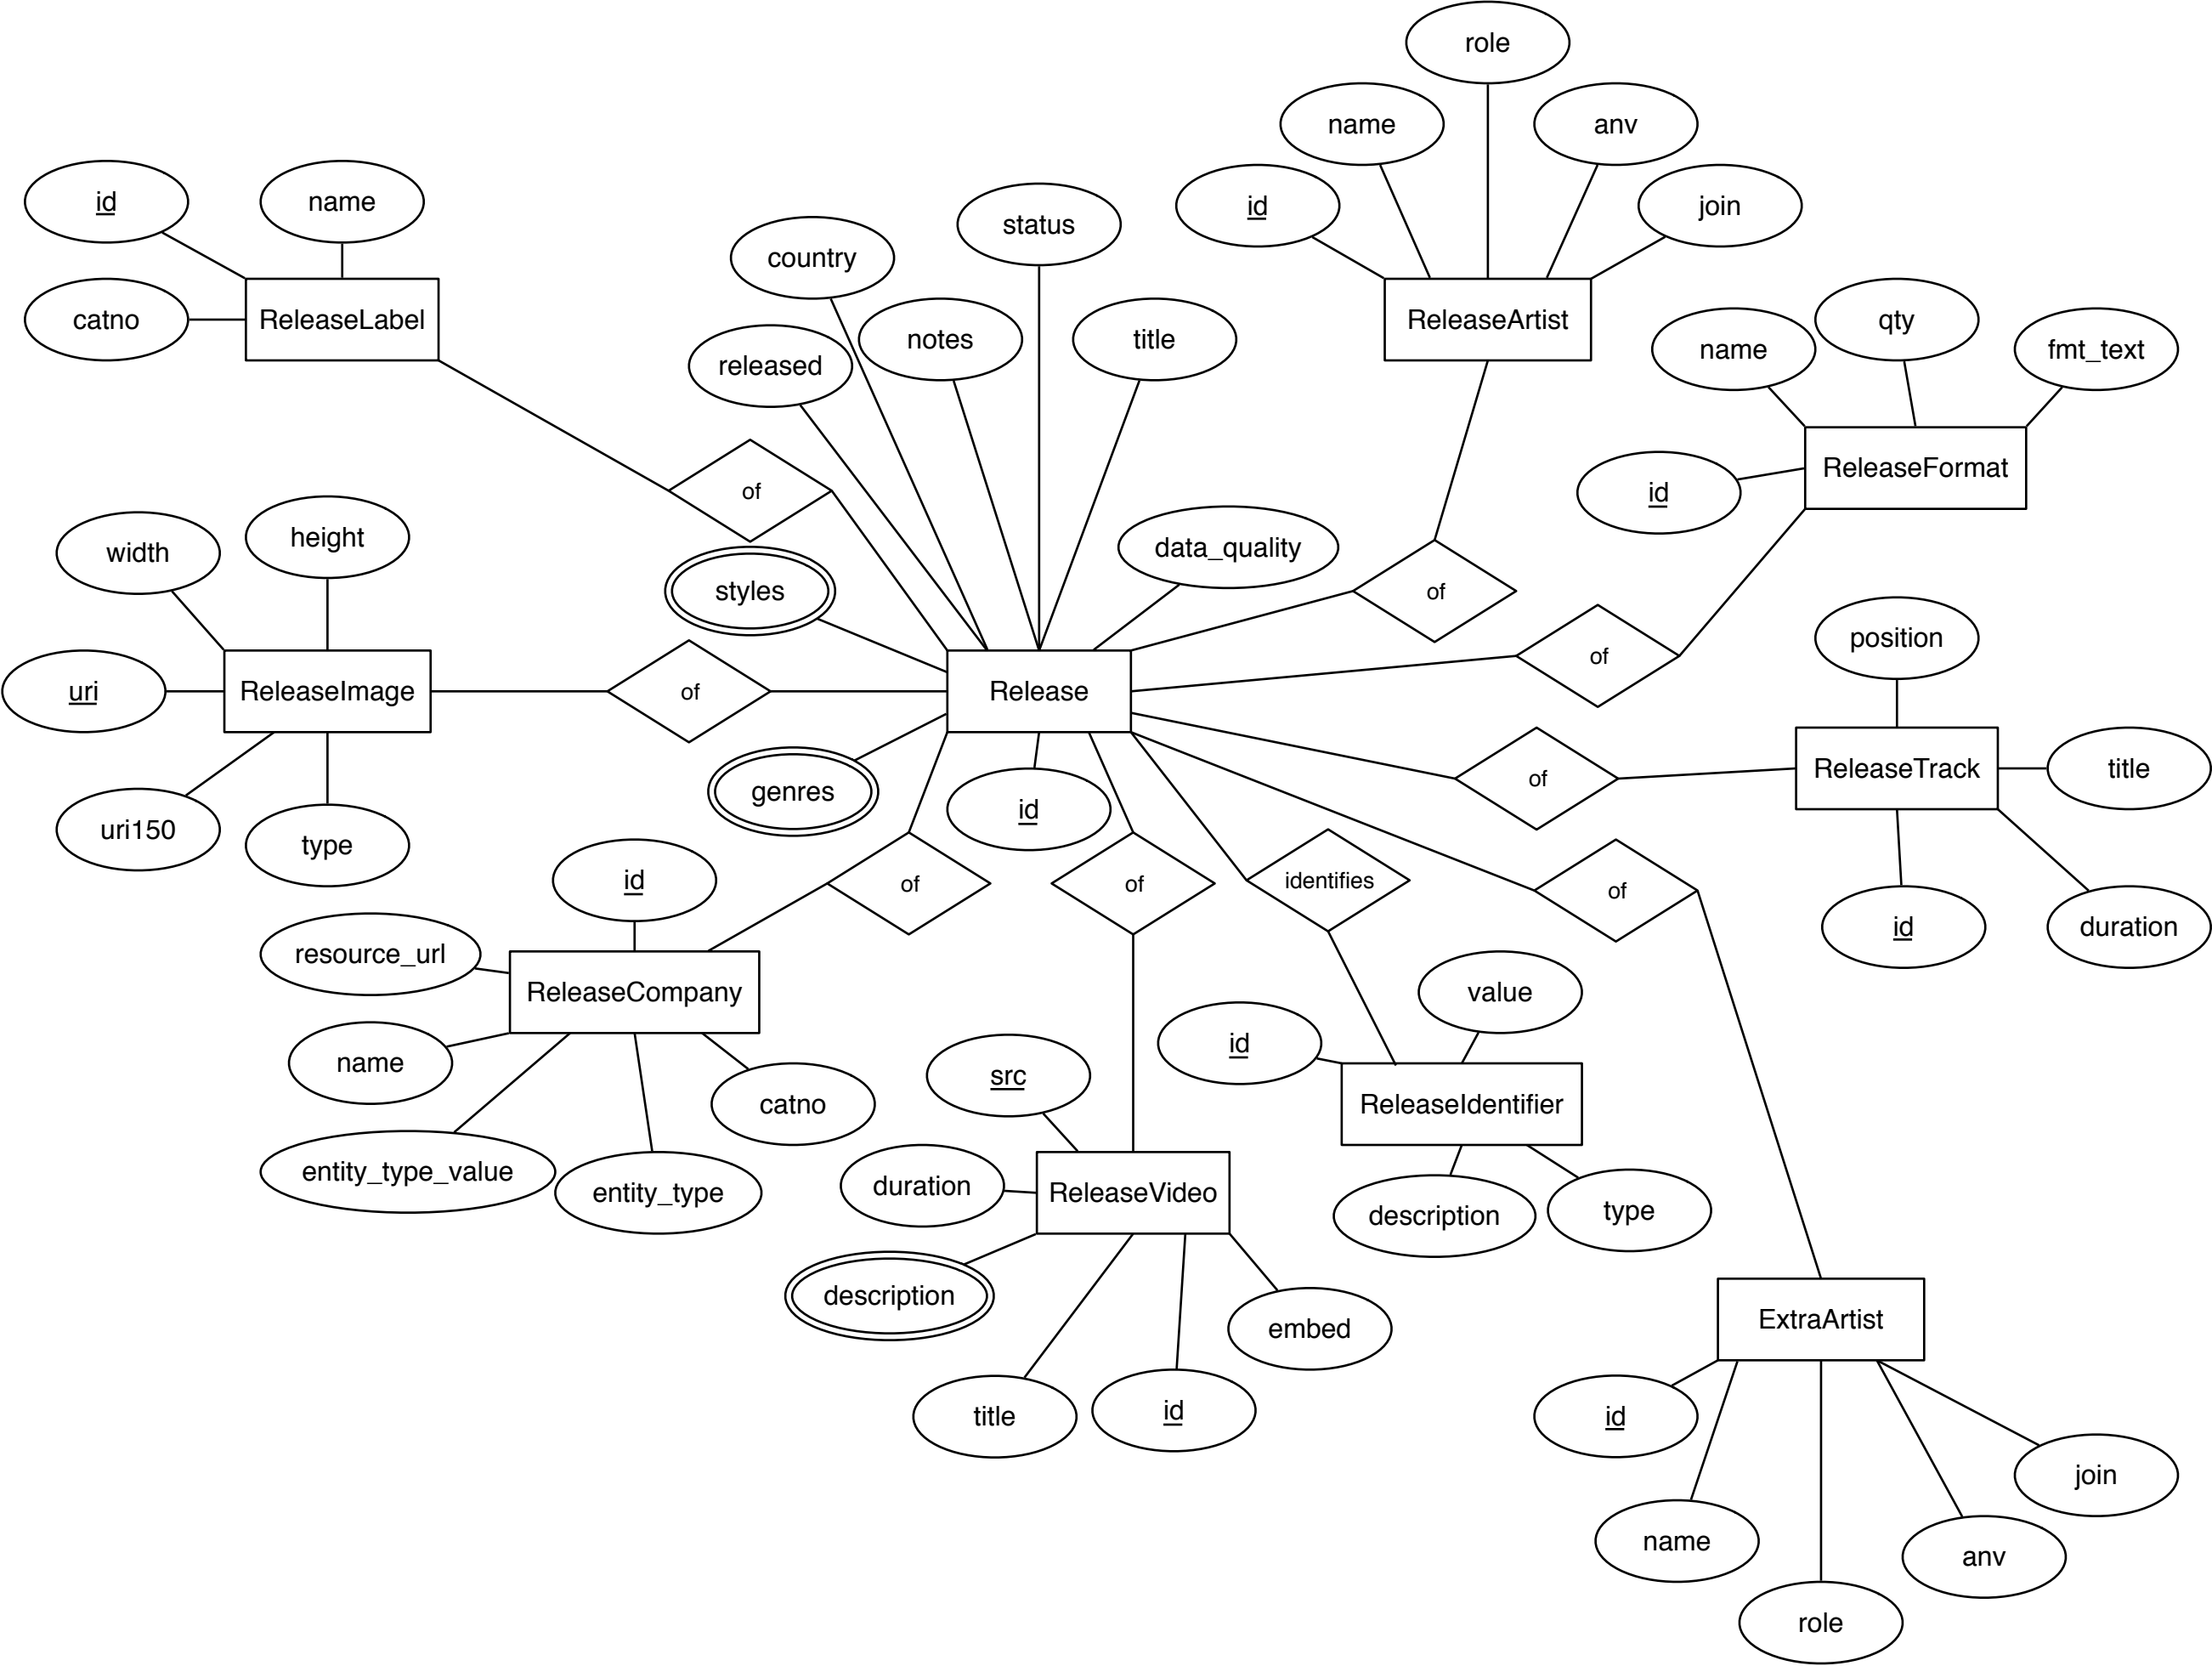 role
name
anv
id
join
ReleaseArtist
id
name
catno
ReleaseLabel
status
country
notes
title
released
qty
name
fmt_text
ReleaseFormat
id
of
height
width
styles
data_quality
of
of
position
uri
ReleaseImage
of
Release
ReleaseTrack
title
of
uri150
type
genres
id
id
duration
id
of
of
identifies
of
resource_url
ReleaseCompany
name
catno
entity_type_value
entity_type
value
id
src
ReleaseIdentifier
duration
ReleaseVideo
description
type
description
embed
title
id
ExtraArtist
id
join
name
anv
role